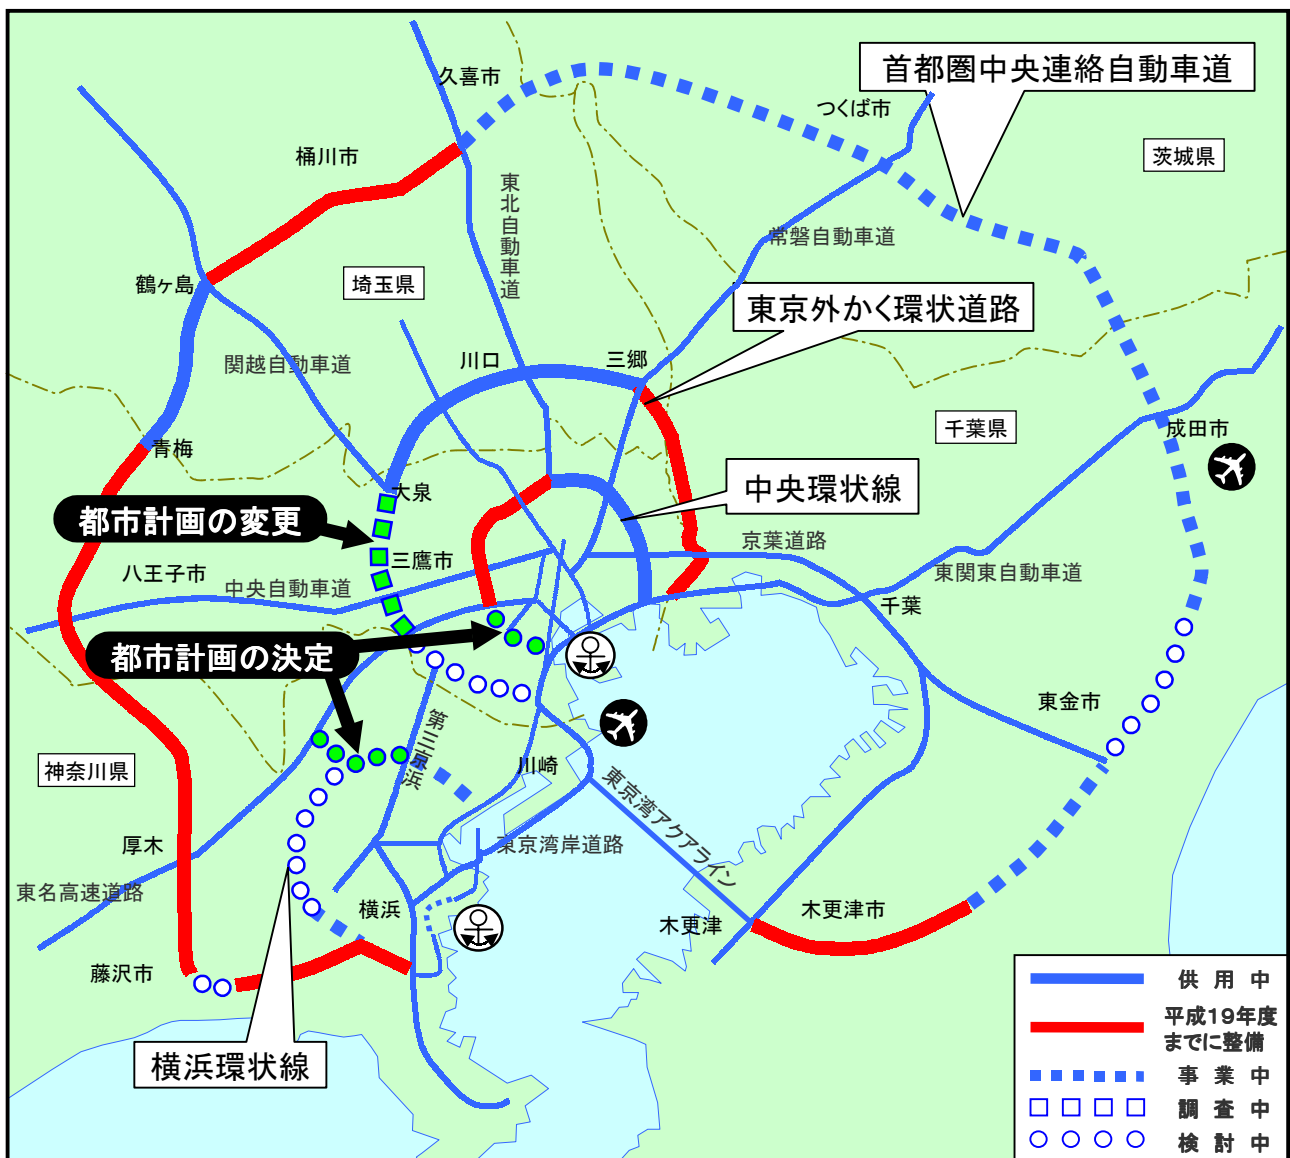 首都圏中央連絡自動車道
久喜市
つくば市
桶川市
茨城県
東北自動車道
常磐自動車道
鶴ヶ島
埼玉県
東京外かく環状道路
関越自動車道
川口
三郷
千葉県
成田市
青梅
大泉
中央環状線
都市計画の変更
三鷹市
京葉道路
八王子市
中央自動車道
東関東自動車道
千葉
都市計画の決定
東金市
第三京浜
神奈川県
川崎
東京湾アクアライン
厚木
東京湾岸道路
東名高速道路
横浜
木更津
木更津市
藤沢市
横浜環状線
供用中
平成19年度
までに整備
事業中
調査中
検討中